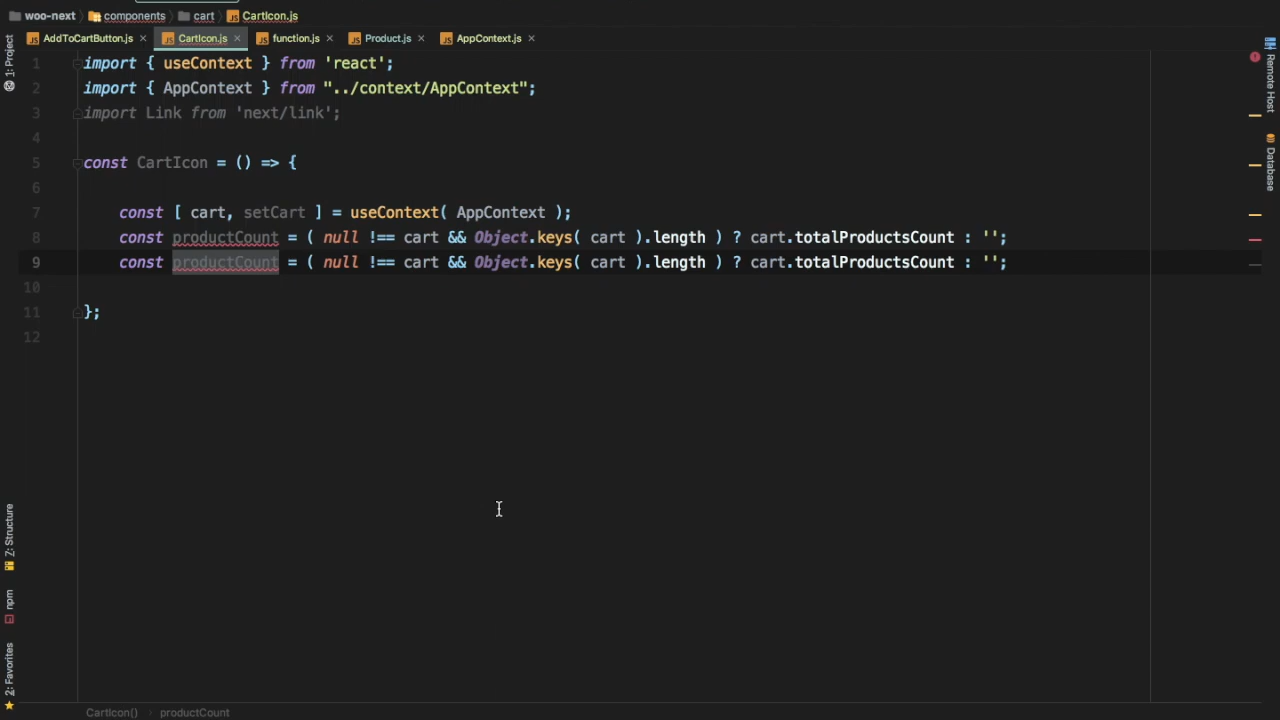 woo-next components cart CartIcon.js
AddToCartButton.js CartIcon.js function.js Product.js AppContext.js
1 import { useContext } from 'react';
2 import { AppContext } from "../context/AppContext";
3 import Link from 'next/link';
4
5 const CartIcon = () => {
6
7 const [ cart, setCart ] = useContext( AppContext );
8 const productCount = ( null !== cart && Object.keys( cart ).length ) ? cart.totalProductsCount : '';
9 const productCount = ( null !== cart && Object.keys( cart ).length ) ? cart.totalProductsCount : '';
10
11 };
12
1: Project
Z: Structure
npm
2: Favorites
Remote Host
Database
CartIcon() productCount